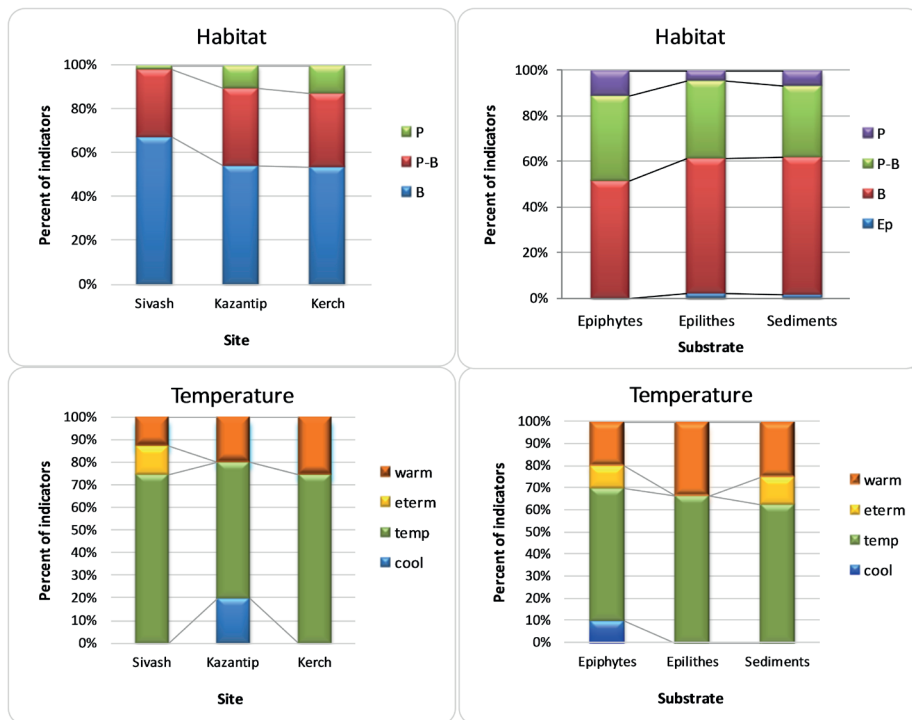 Habitat
Percent of indicators
100%
80%
60%
40%
20%
0%
P
P-B
B
Sivash Kazantip Kerch
Site
Habitat
Percent of indicators
100%
80%
60%
40%
20%
0%
P
P-B
B
Ep
Epiphytes Epilithes Sediments
Substrate
Temperature
Percent of indicators
100%
90%
80%
70%
60%
50%
40%
30%
20%
10%
0%
warm
eterm
temp
cool
Sivash Kazantip Kerch
Site
Temperature
Percent of indicators
100%
90%
80%
70%
60%
50%
40%
30%
20%
10%
0%
warm
eterm
temp
cool
Epiphytes Epilithes Sediments
Substrate